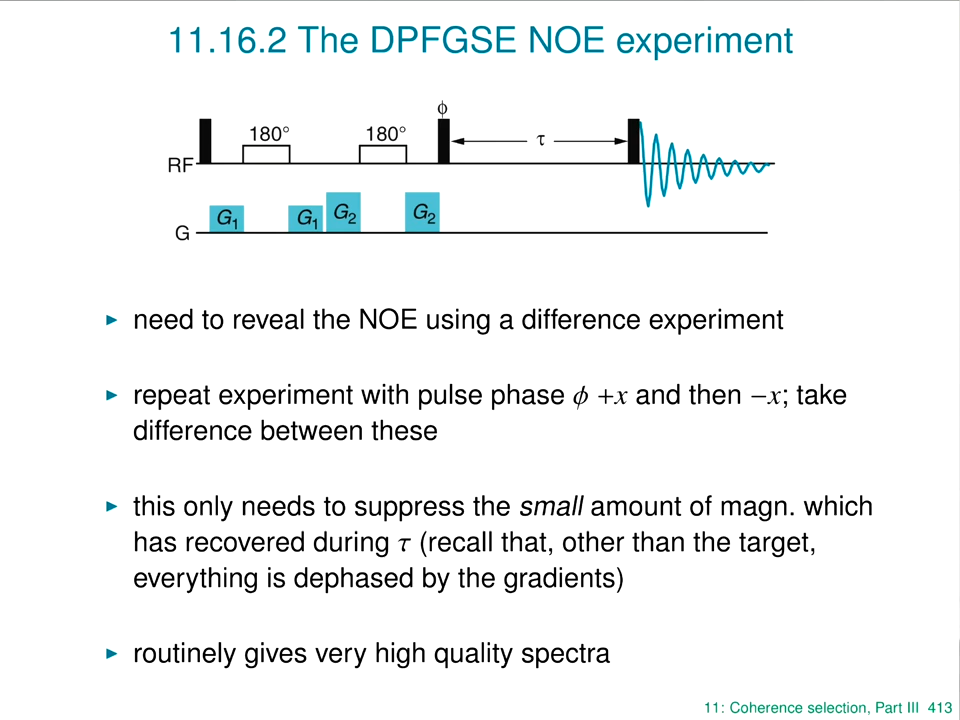 11.16.2 The DPFGSE NOE experiment
ϕ
180° 180° τ
RF
G1 G1 G2 G2
G
▶ need to reveal the NOE using a difference experiment
▶ repeat experiment with pulse phase ϕ +x and then −x; take
difference between these
▶ this only needs to suppress the small amount of magn. which
has recovered during τ (recall that, other than the target,
everything is dephased by the gradients)
▶ routinely gives very high quality spectra
11: Coherence selection, Part III 413